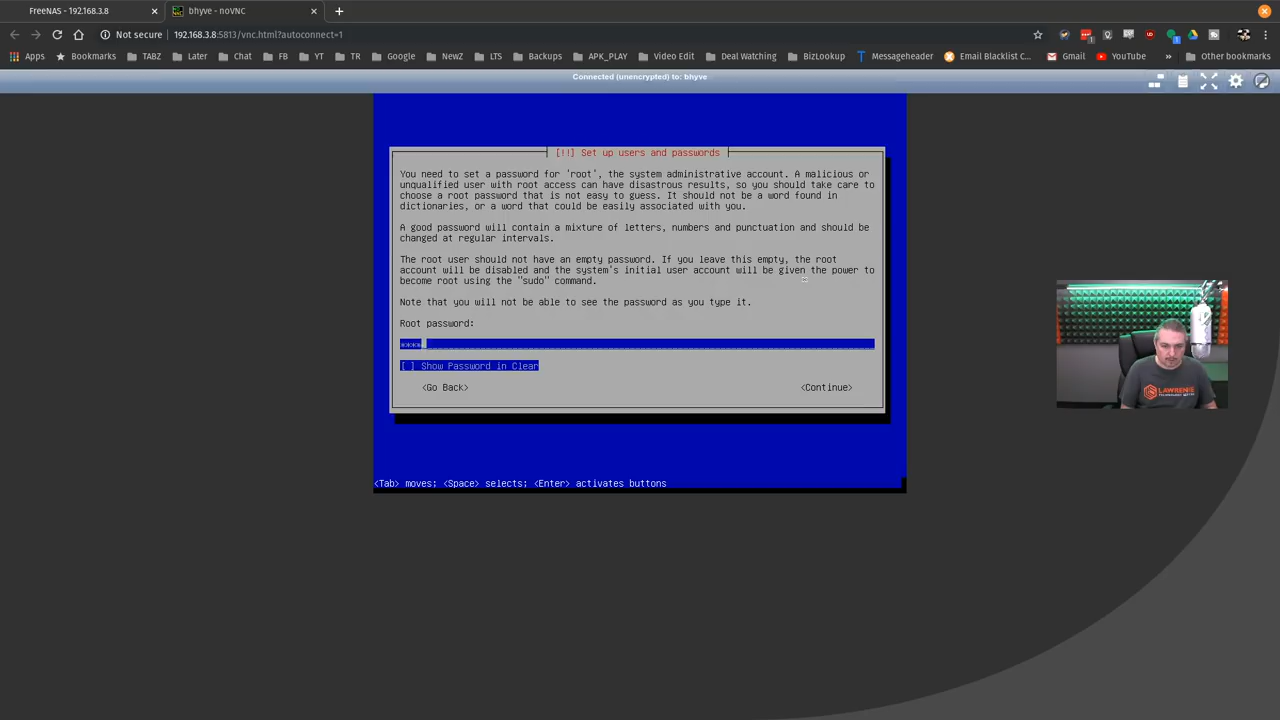 FreeNAS - 192.168.3.8
bhyve - noVNC
Not secure
192.168.3.8:5813/vnc.html?autoconnect=1
Apps Bookmarks TABZ Later Chat FB YT TR Google NewZ LTS Backups APK_PLAY Video Edit Deal Watching BizLookup Messageheader Email Blacklist C... Gmail YouTube » Other bookmarks
Connected (unencrypted) to: bhyve
[!!] Set up users and passwords
You need to set a password for 'root', the system administrative account. A malicious or
unqualified user with root access can have disastrous results, so you should take care to
choose a root password that is not easy to guess. It should not be a word found in
dictionaries, or a word that could be easily associated with you.
A good password will contain a mixture of letters, numbers and punctuation and should be
changed at regular intervals.
The root user should not have an empty password. If you leave this empty, the root
account will be disabled and the system's initial user account will be given the power to
become root using the "sudo" command.
Note that you will not be able to see the password as you type it.
Root password:
****
[ ] Show Password in Clear
<Go Back> <Continue>
<Tab> moves; <Space> selects; <Enter> activates buttons
LAWRENCE